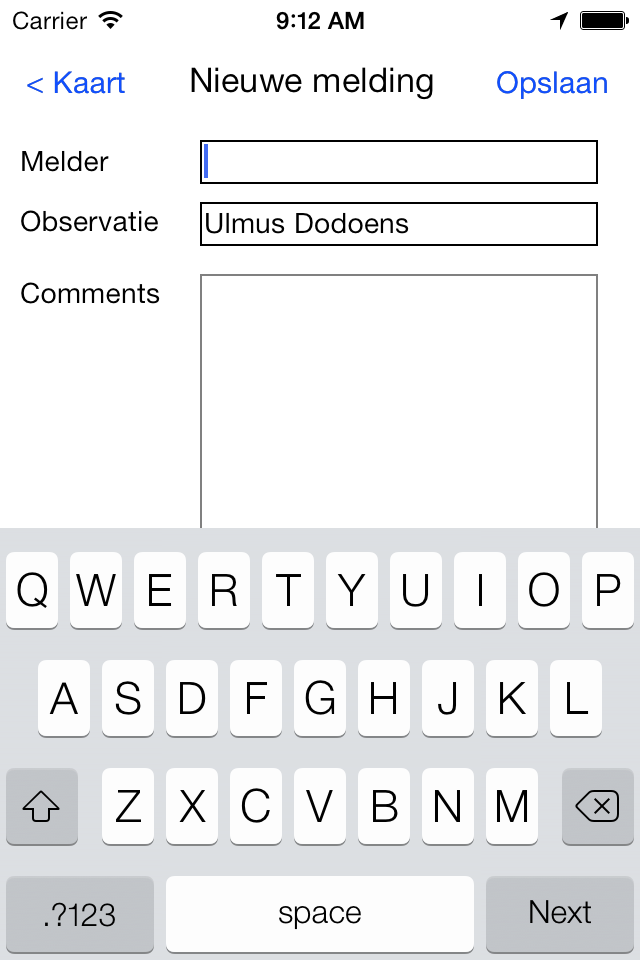 Carrier 9:12 AM
< Kaart Nieuwe melding Opslaan
Melder
Observatie Ulmus Dodoens
Comments
Q W E R T Y U I O P
A S D F G H J K L
Z X C V B N M
.?123 space Next